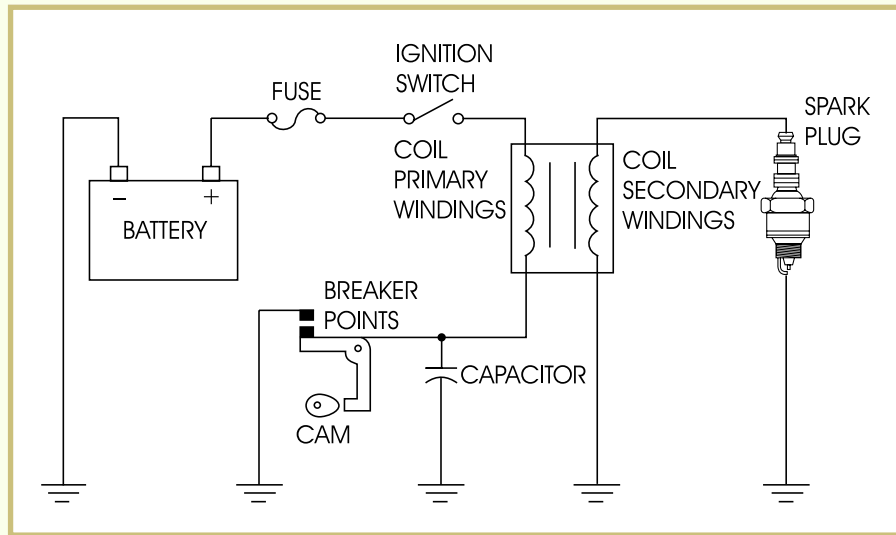 IGNITION
SWITCH
FUSE
SPARK
PLUG
COIL
PRIMARY
WINDINGS
COIL
SECONDARY
WINDINGS
− +
BATTERY
BREAKER
POINTS
CAPACITOR
CAM